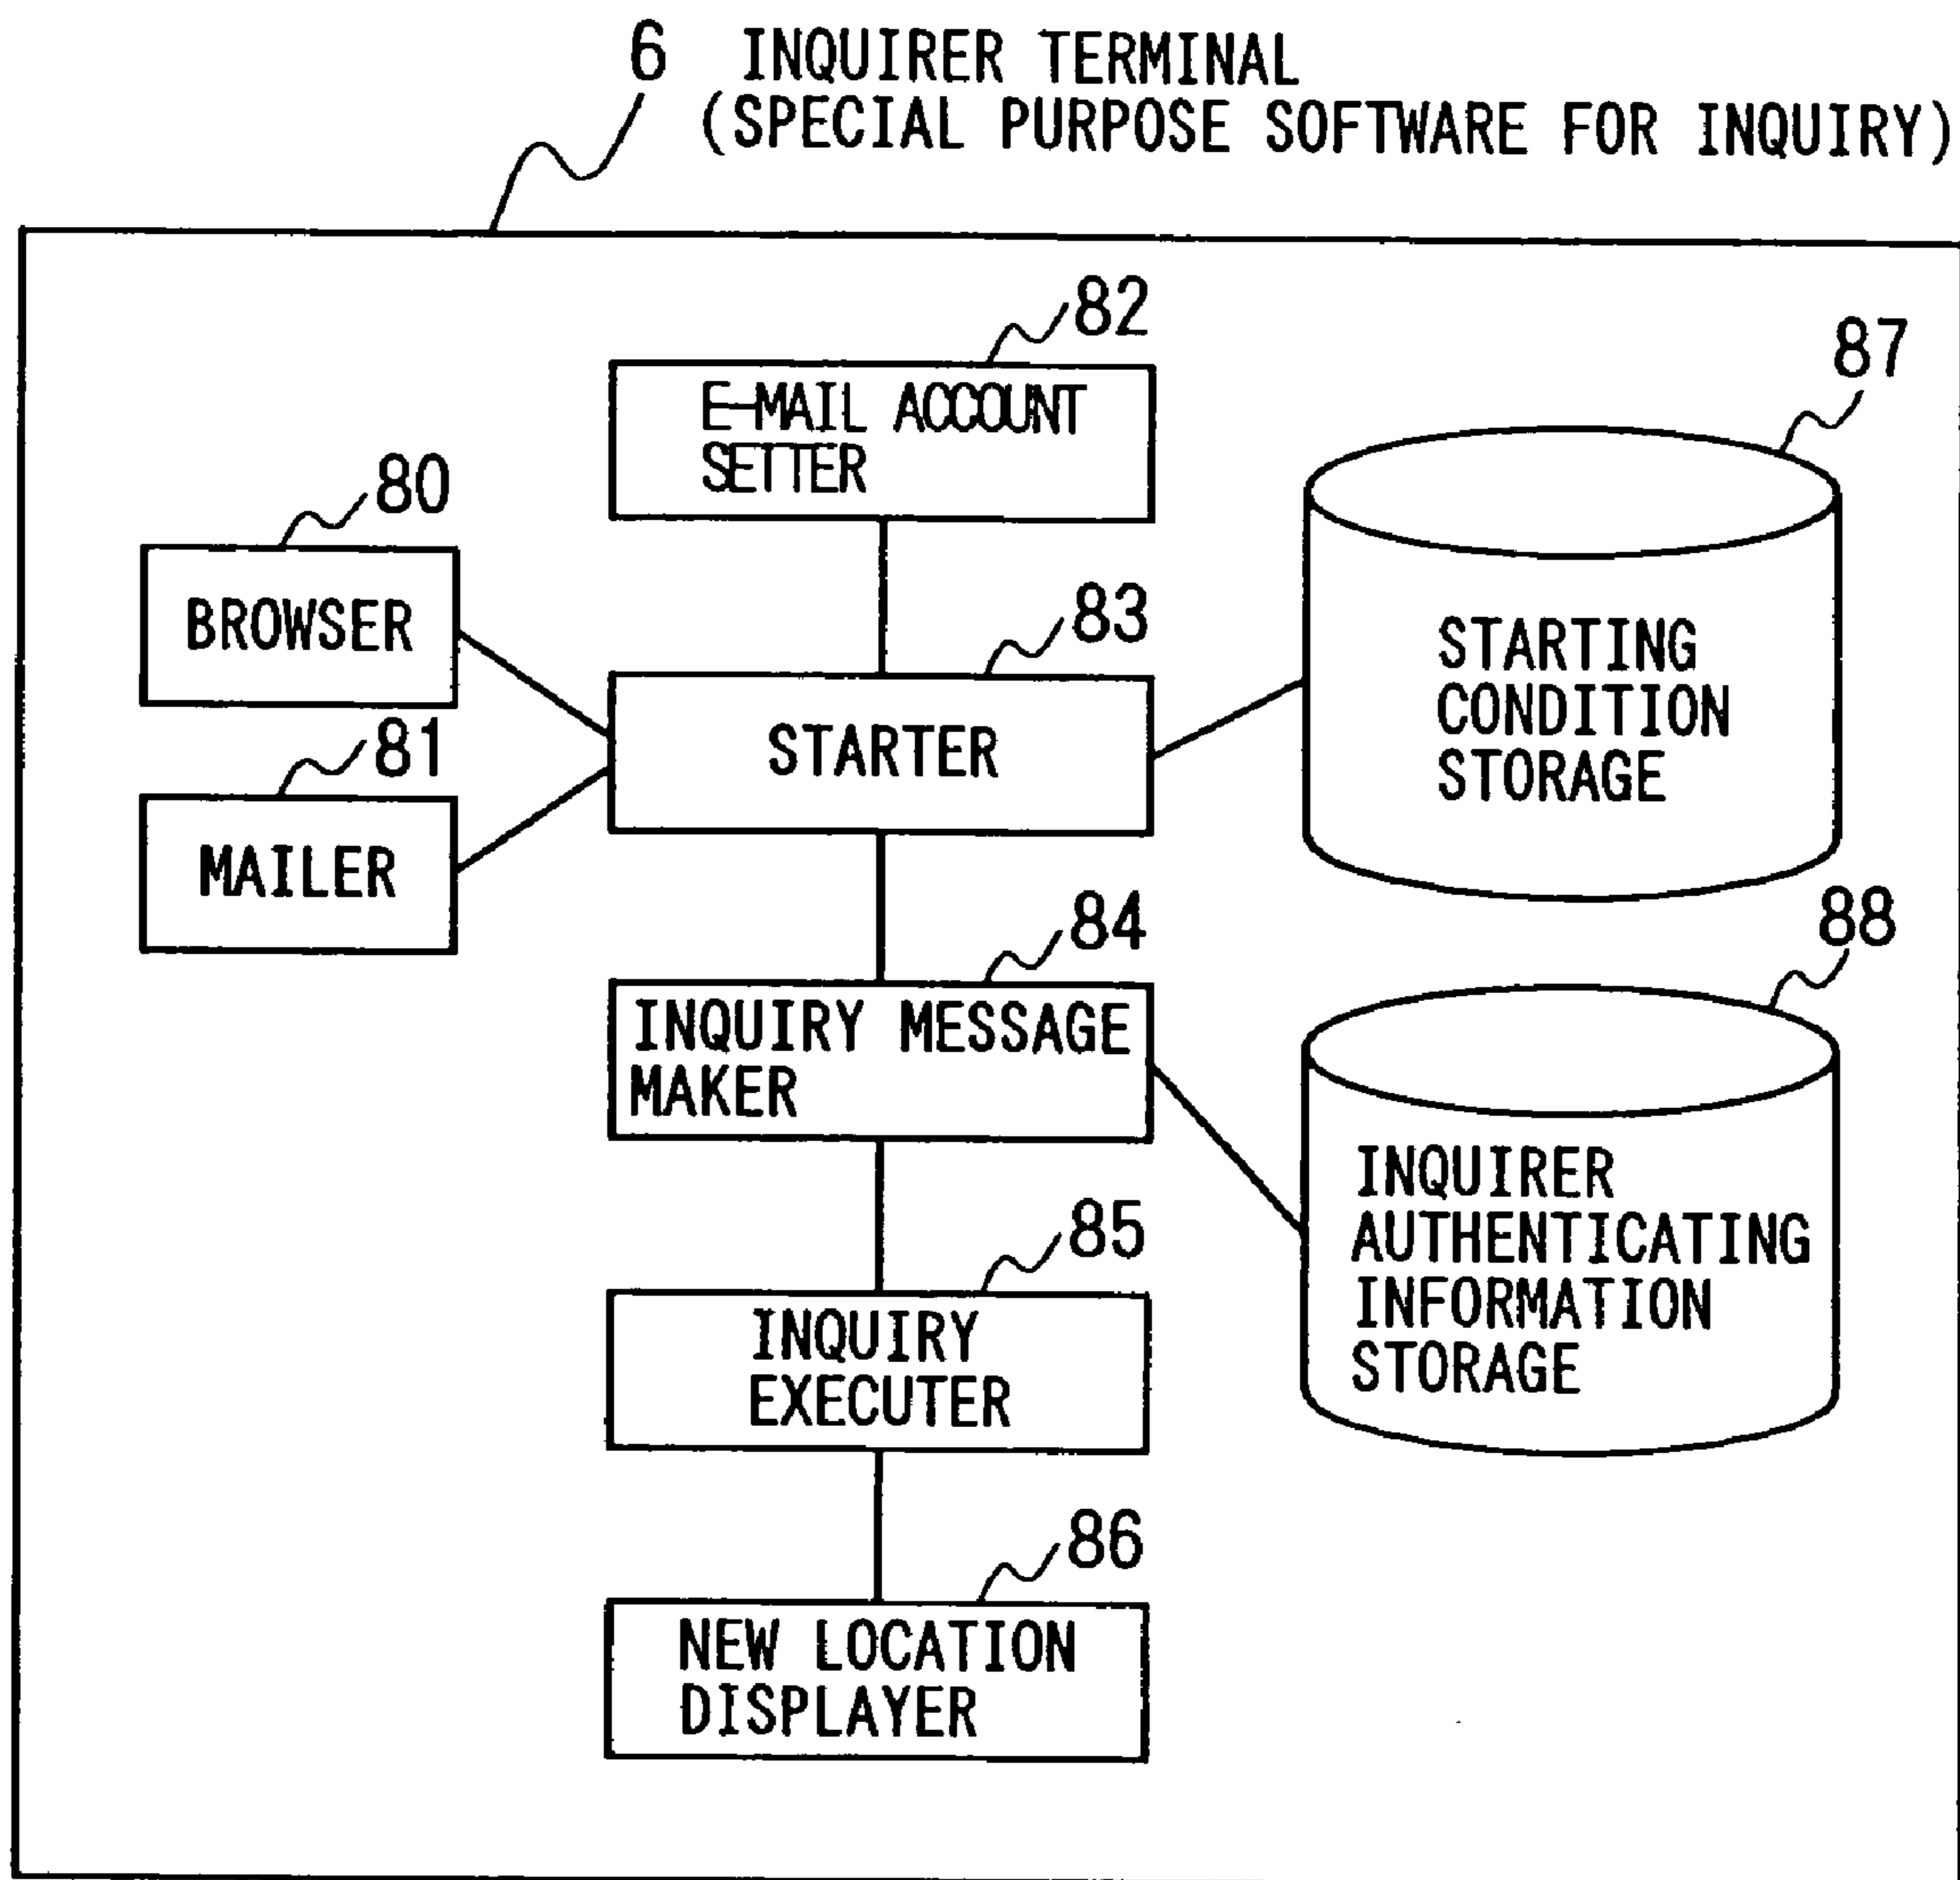 6 INQUIRER TERMINAL
(SPECIAL PURPOSE SOFTWARE FOR INQUIRY)
82
E-MAIL ACCOUNT
SETTER
87
80
BROWSER
83
STARTER
STARTING
CONDITION
STORAGE
81
MAILER
84
INQUIRY MESSAGE
MAKER
88
INQUIRER
AUTHENTICATING
INFORMATION
STORAGE
85
INQUIRY
EXECUTER
86
NEW LOCATION
DISPLAYER